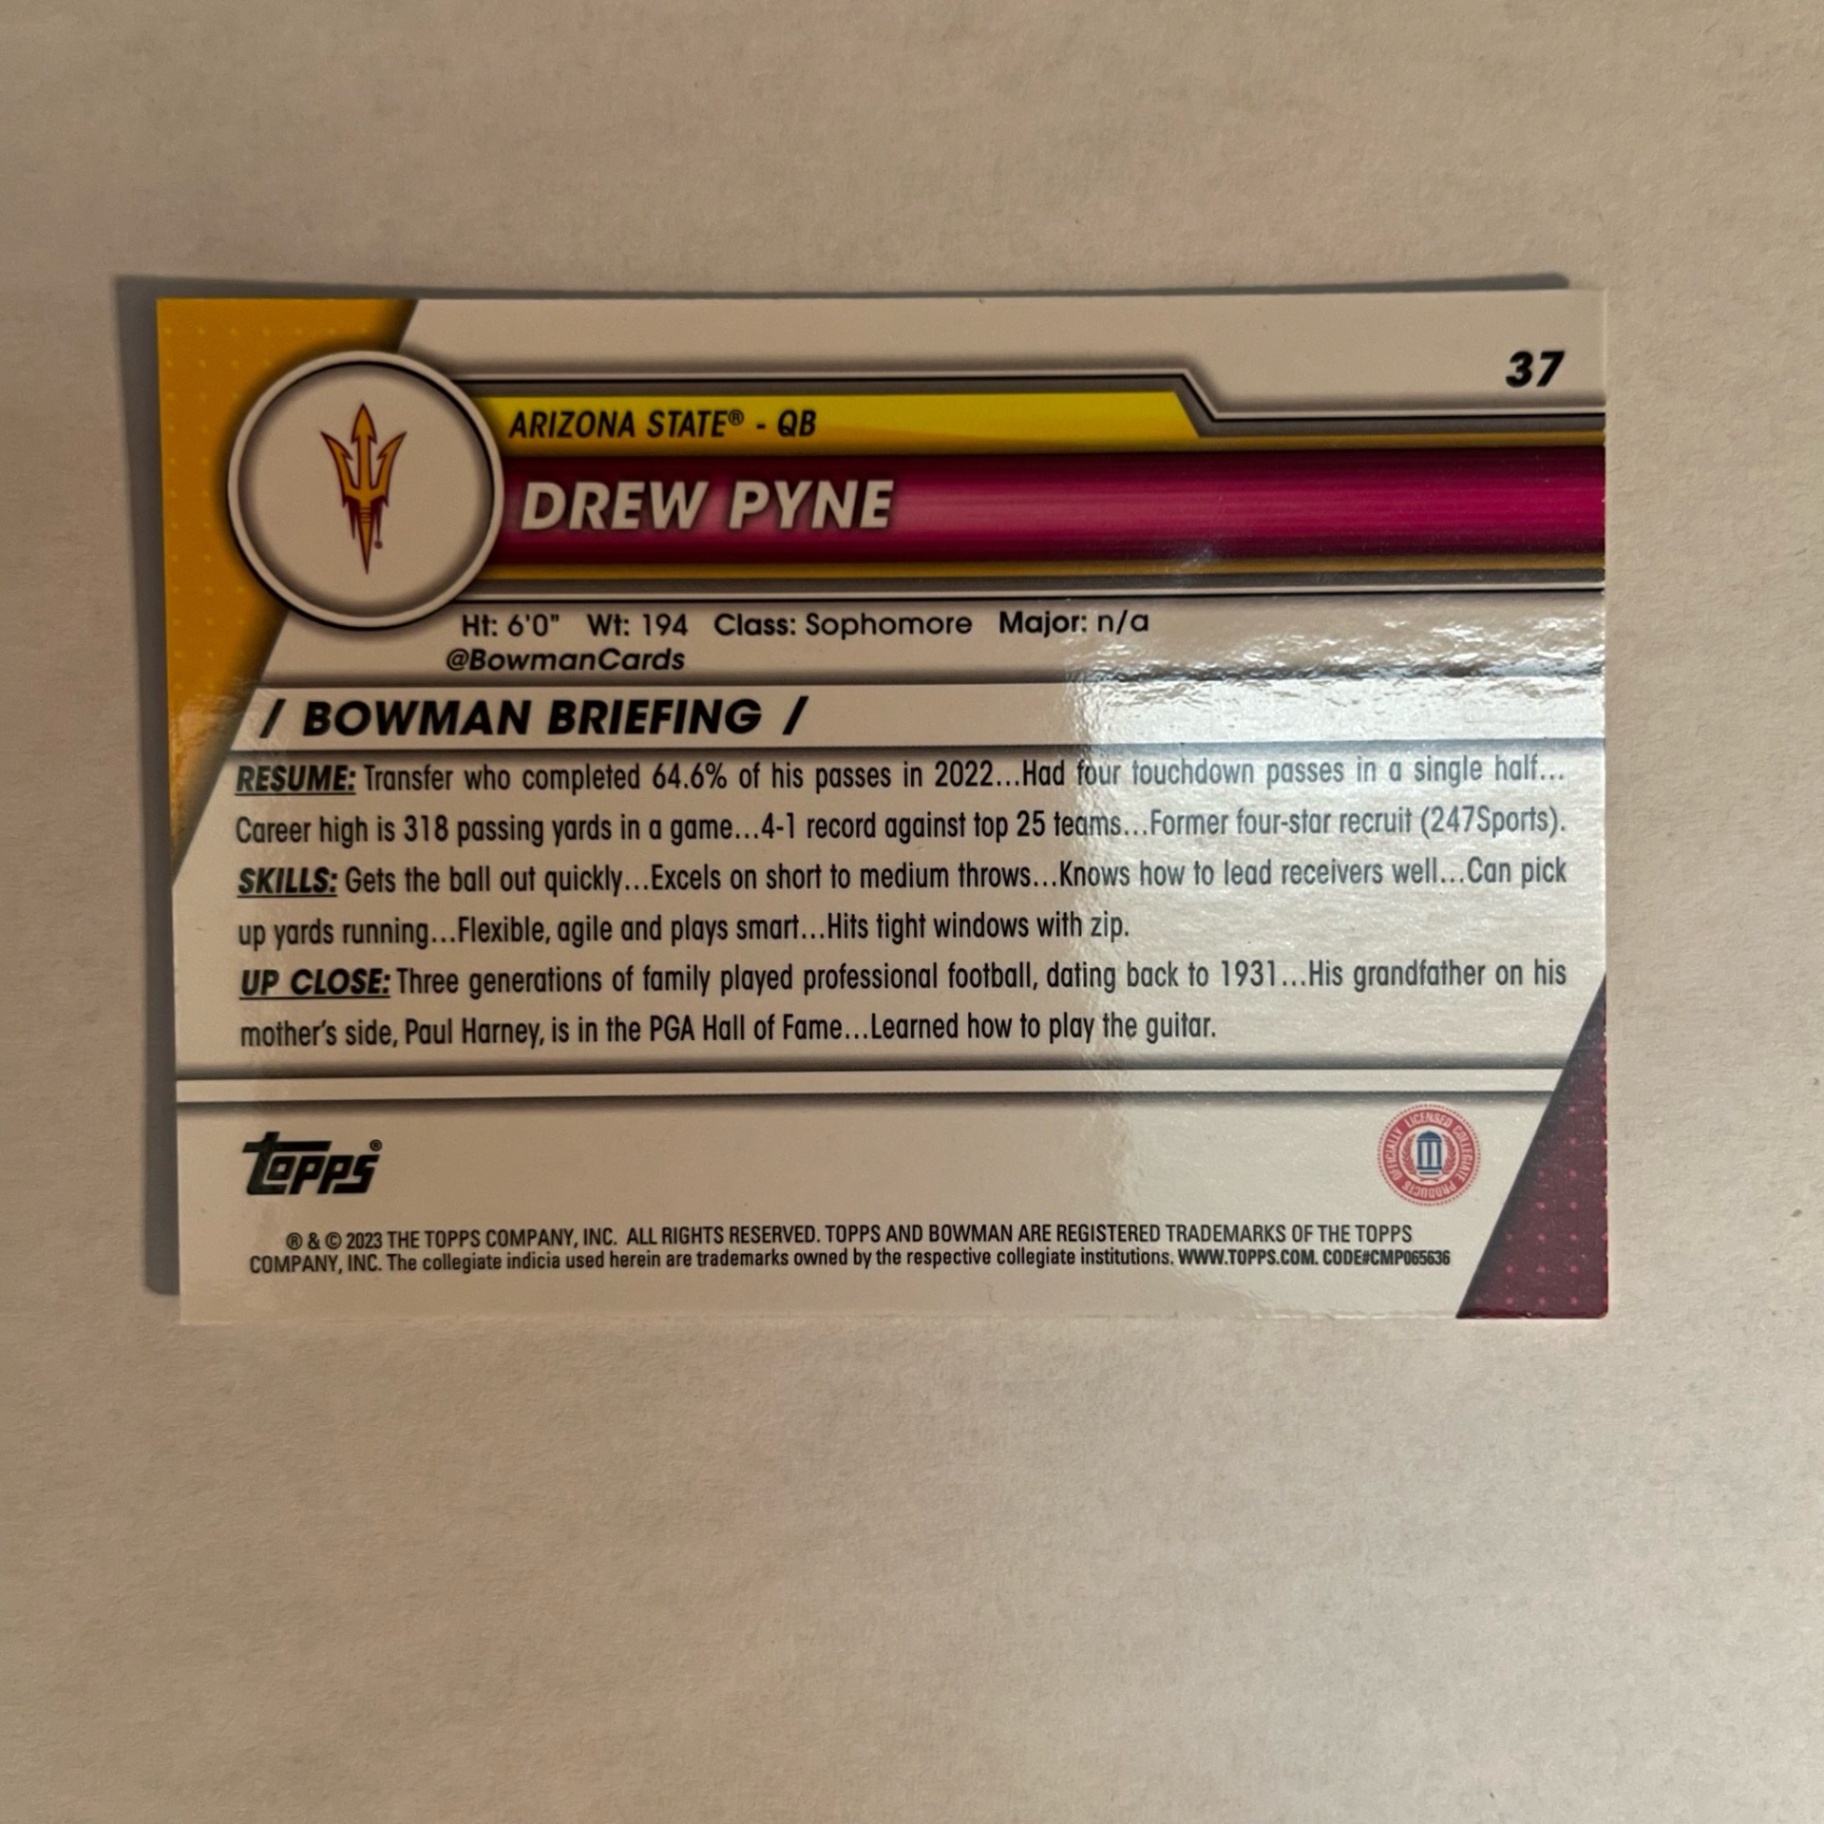 37
ARIZONA STATE® - QB
DREW PYNE
Ht: 6'0" Wt: 194 Class: Sophomore Major: n/a
@BowmanCards
/ BOWMAN BRIEFING /
RESUME: Transfer who completed 64.6% of his passes in 2022...Had four touchdown passes in a single half...
Career high is 318 passing yards in a game...4-1 record against top 25 teams...Former four-star recruit (247Sports).
SKILLS: Gets the ball out quickly...Excels on short to medium throws...Knows how to lead receivers well...Can pick
up yards running...Flexible, agile and plays smart...Hits tight windows with zip.
UP CLOSE: Three generations of family played professional football, dating back to 1931...His grandfather on his
mother's side, Paul Harney, is in the PGA Hall of Fame...Learned how to play the guitar.
topps®
OFFICIALLY LICENSED COLLEGIATE PRODUCTS
® & © 2023 THE TOPPS COMPANY, INC. ALL RIGHTS RESERVED. TOPPS AND BOWMAN ARE REGISTERED TRADEMARKS OF THE TOPPS
COMPANY, INC. The collegiate indicia used herein are trademarks owned by the respective collegiate institutions. WWW.TOPPS.COM. CODE#CMP065636